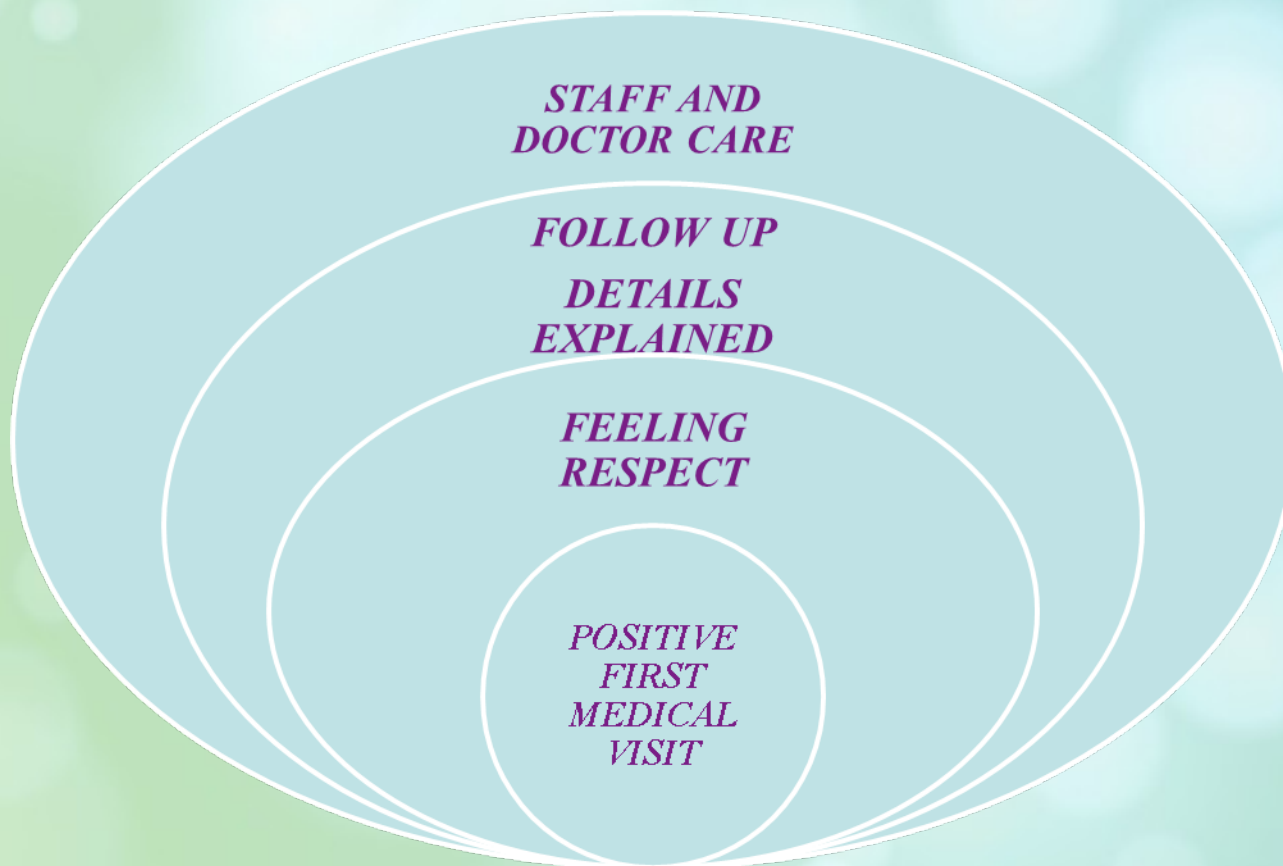 STAFF AND
DOCTOR CARE
FOLLOW UP
DETAILS
EXPLAINED
FEELING
RESPECT
POSITIVE
FIRST
MEDICAL
VISIT